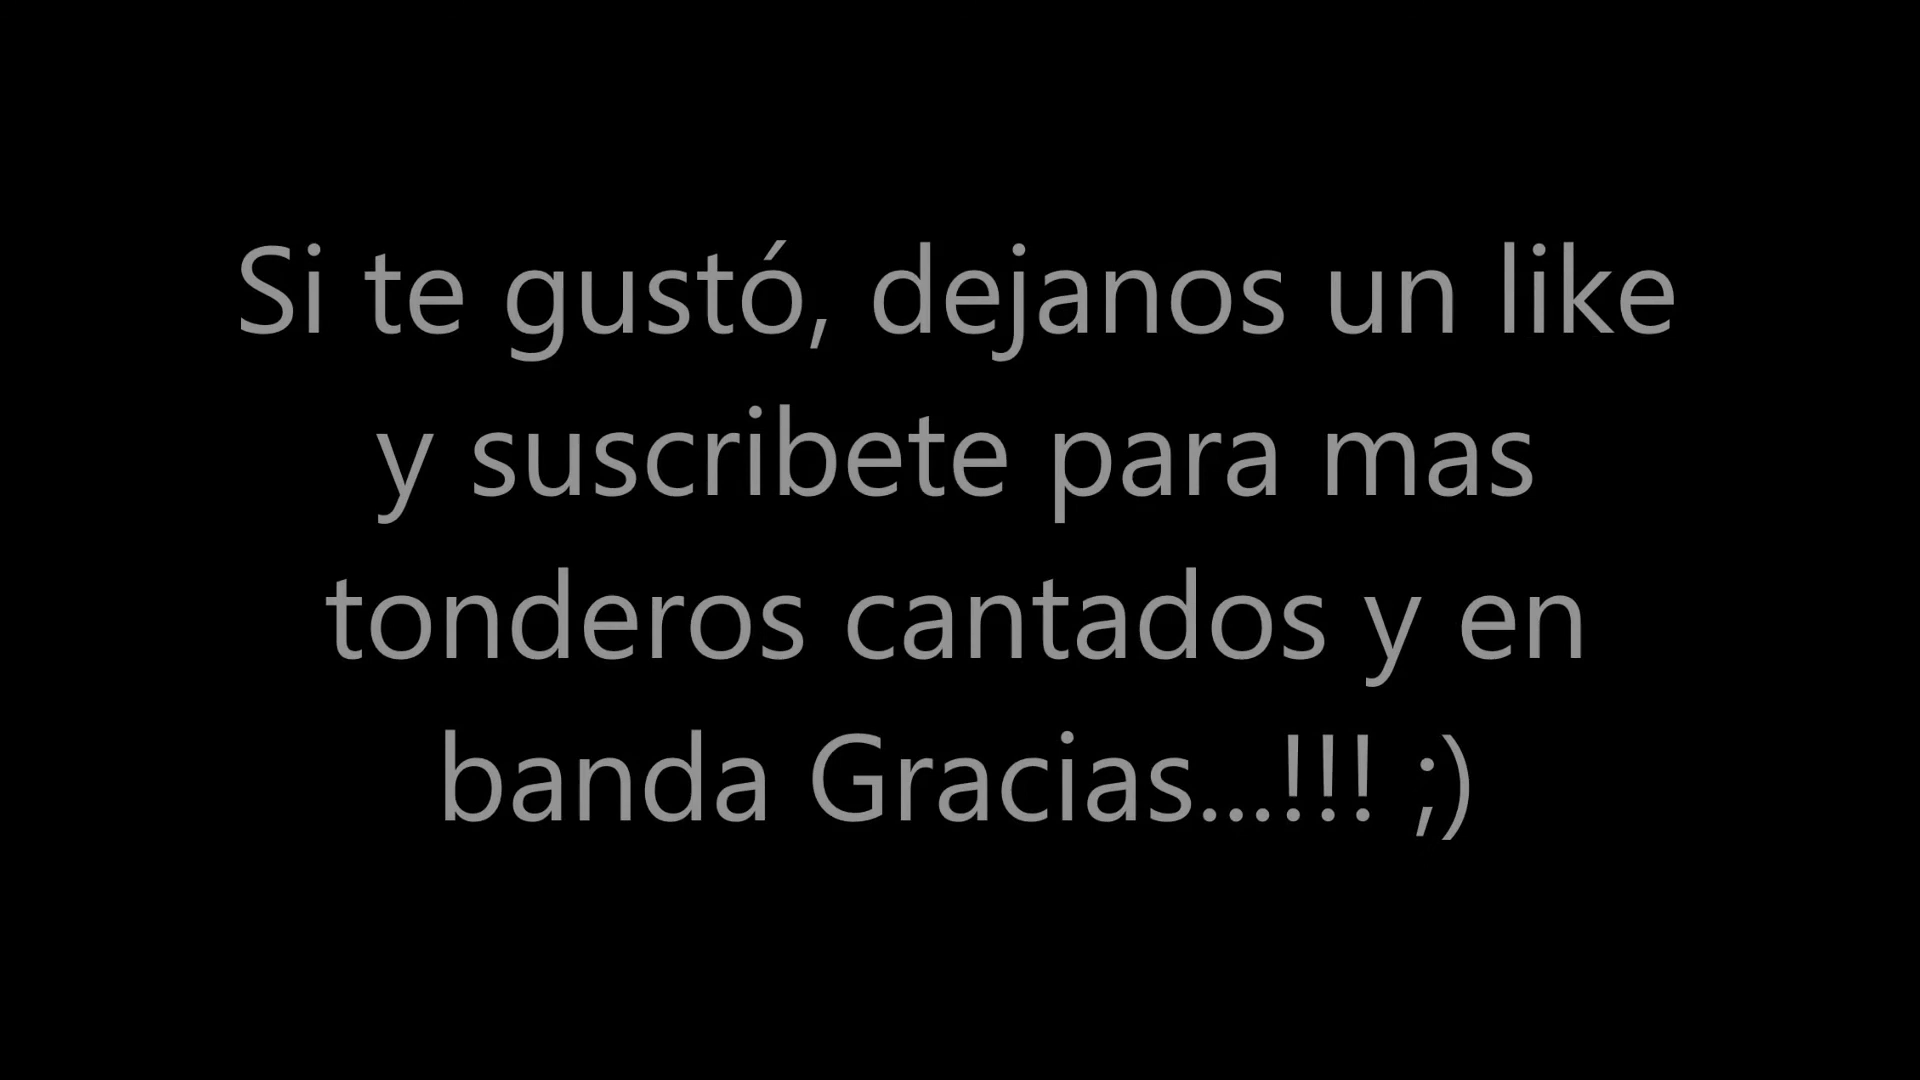 Si te gustó, dejanos un like
y suscribete para mas
tonderos cantados y en
banda Gracias...!!! ;)